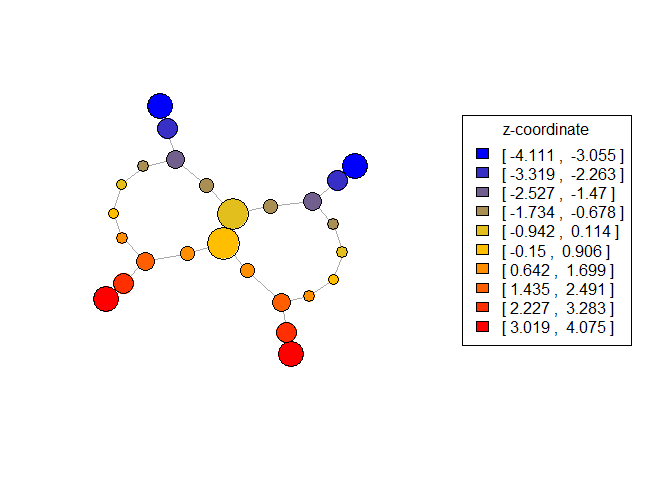 z-coordinate
[ -4.111 , -3.055 ]
[ -3.319 , -2.263 ]
[ -2.527 , -1.47 ]
[ -1.734 , -0.678 ]
[ -0.942 , 0.114 ]
[ -0.15 , 0.906 ]
[ 0.642 , 1.699 ]
[ 1.435 , 2.491 ]
[ 2.227 , 3.283 ]
[ 3.019 , 4.075 ]